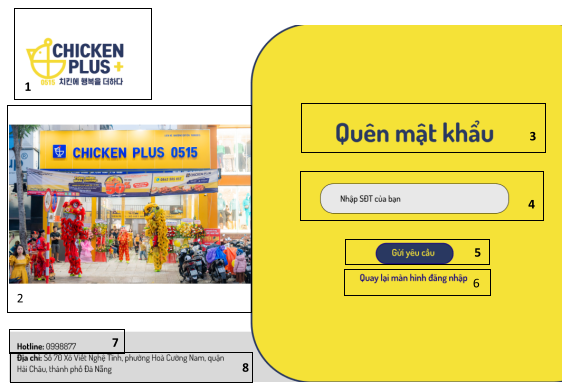 CHICKEN
PLUS +
0515 치킨에 행복을 더하다
1
CHICKEN PLUS 0515
2
Quên mật khẩu
3
Nhập SĐT của bạn
4
Gửi yêu cầu
5
Quay lại màn hình đăng nhập
6
Hotline: 0998877
7
Địa chỉ: Số 70 Xô Viết Nghệ Tĩnh, phường Hoà Cường Nam, quận
Hải Châu, thành phố Đà Nẵng
8